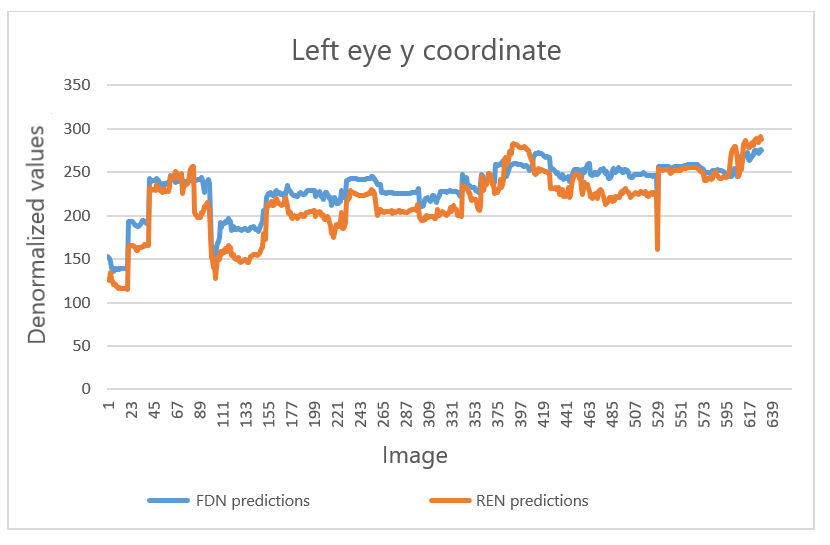 Left eye y coordinate
350
300
250
200
150
100
50
0
Denormalized values
1 23 45 67 89 111 133 155 177 199 221 243 265 287 309 331 353 375 397 419 441 463 485 507 529 551 573 595 617 639
Image
FDN predictions REN predictions